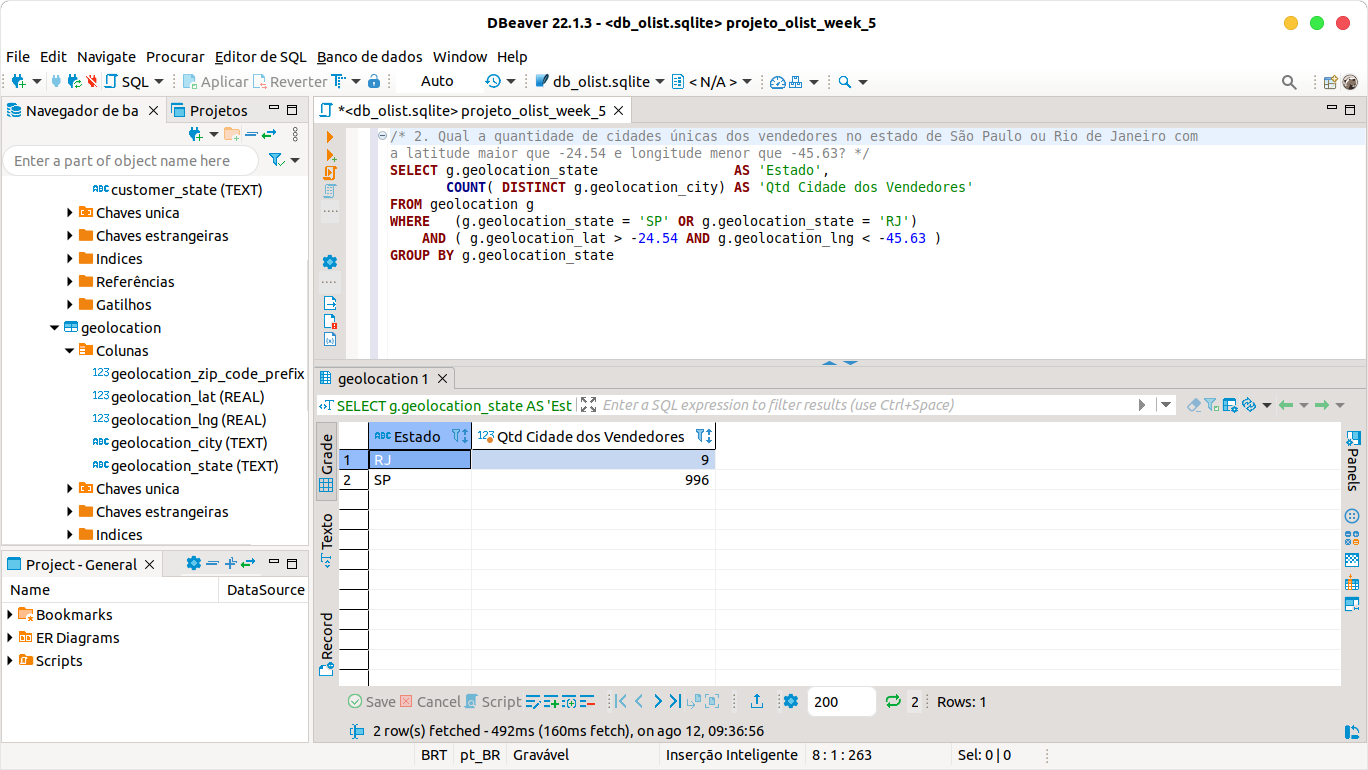 DBeaver 22.1.3 - <db_olist.sqlite> projeto_olist_week_5
File Edit Navigate Procurar Editor de SQL Banco de dados Window Help
SQL Aplicar Reverter Auto db_olist.sqlite < N/A >
Navegador de ba
Projetos
Enter a part of object name here
ABC customer_state (TEXT)
Chaves unica
Chaves estrangeiras
Indices
Referências
Gatilhos
geolocation
Colunas
123 geolocation_zip_code_prefix
123 geolocation_lat (REAL)
123 geolocation_lng (REAL)
ABC geolocation_city (TEXT)
ABC geolocation_state (TEXT)
Chaves unica
Chaves estrangeiras
Indices
Project - General
Name DataSource
Bookmarks
ER Diagrams
Scripts
*<db_olist.sqlite> projeto_olist_week_5
/* 2. Qual a quantidade de cidades únicas dos vendedores no estado de São Paulo ou Rio de Janeiro com
a latitude maior que -24.54 e longitude menor que -45.63? */
SELECT g.geolocation_state AS 'Estado',
COUNT( DISTINCT g.geolocation_city) AS 'Qtd Cidade dos Vendedores'
FROM geolocation g
WHERE (g.geolocation_state = 'SP' OR g.geolocation_state = 'RJ')
AND ( g.geolocation_lat > -24.54 AND g.geolocation_lng < -45.63 )
GROUP BY g.geolocation_state
geolocation 1
SELECT g.geolocation_state AS 'Est
Enter a SQL expression to filter results (use Ctrl+Space)
Grade
Texto
Record
ABC Estado 123 Qtd Cidade dos Vendedores
1 RJ 9
2 SP 996
Panels
Save Cancel Script 200 2 Rows: 1
2 row(s) fetched - 492ms (160ms fetch), on ago 12, 09:36:56
BRT pt_BR Gravável Inserção Inteligente 8 : 1 : 263 Sel: 0 | 0